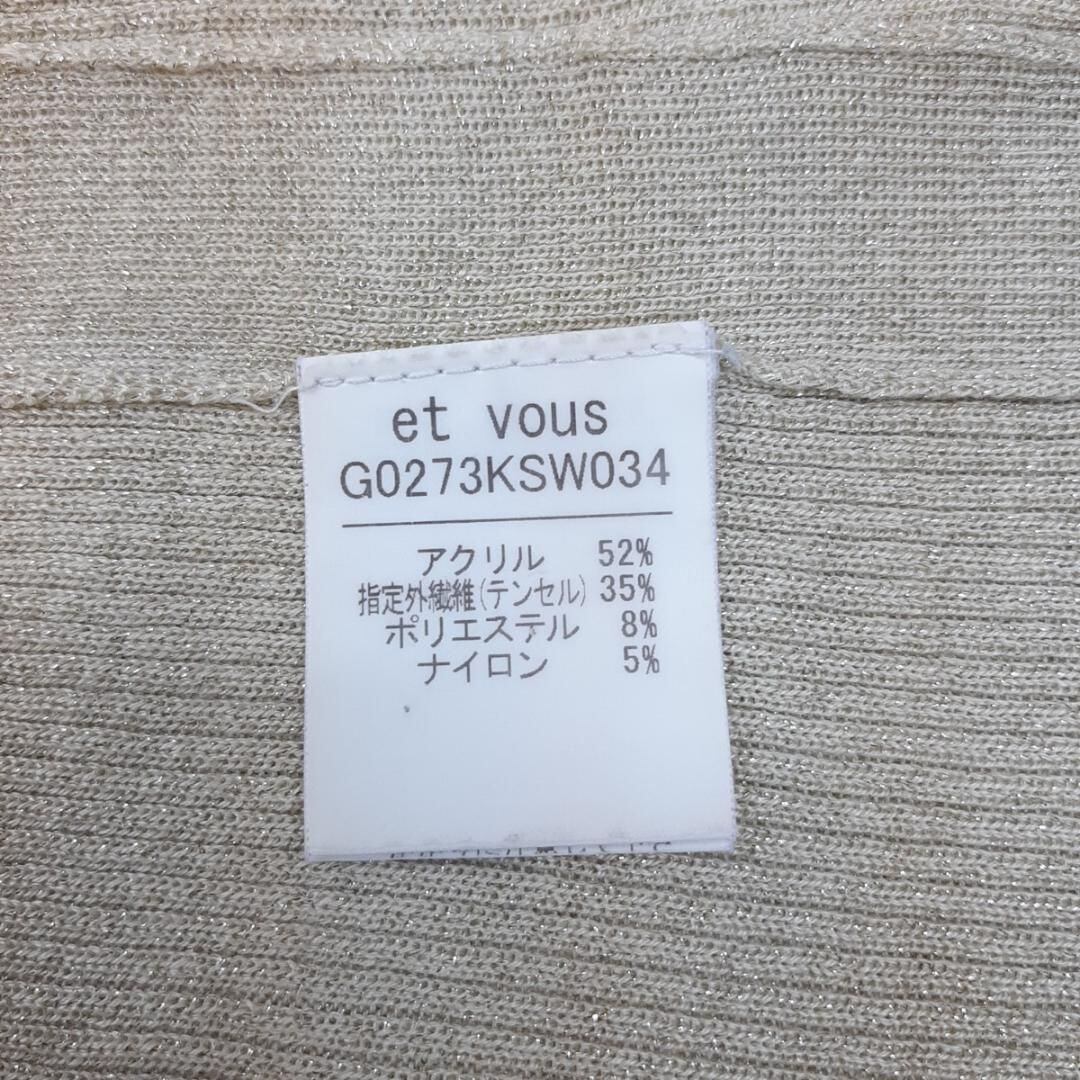 et vous
G0273KSW034
アクリル 52%
指定外繊維(テンセル) 35%
ポリエステル 8%
ナイロン 5%